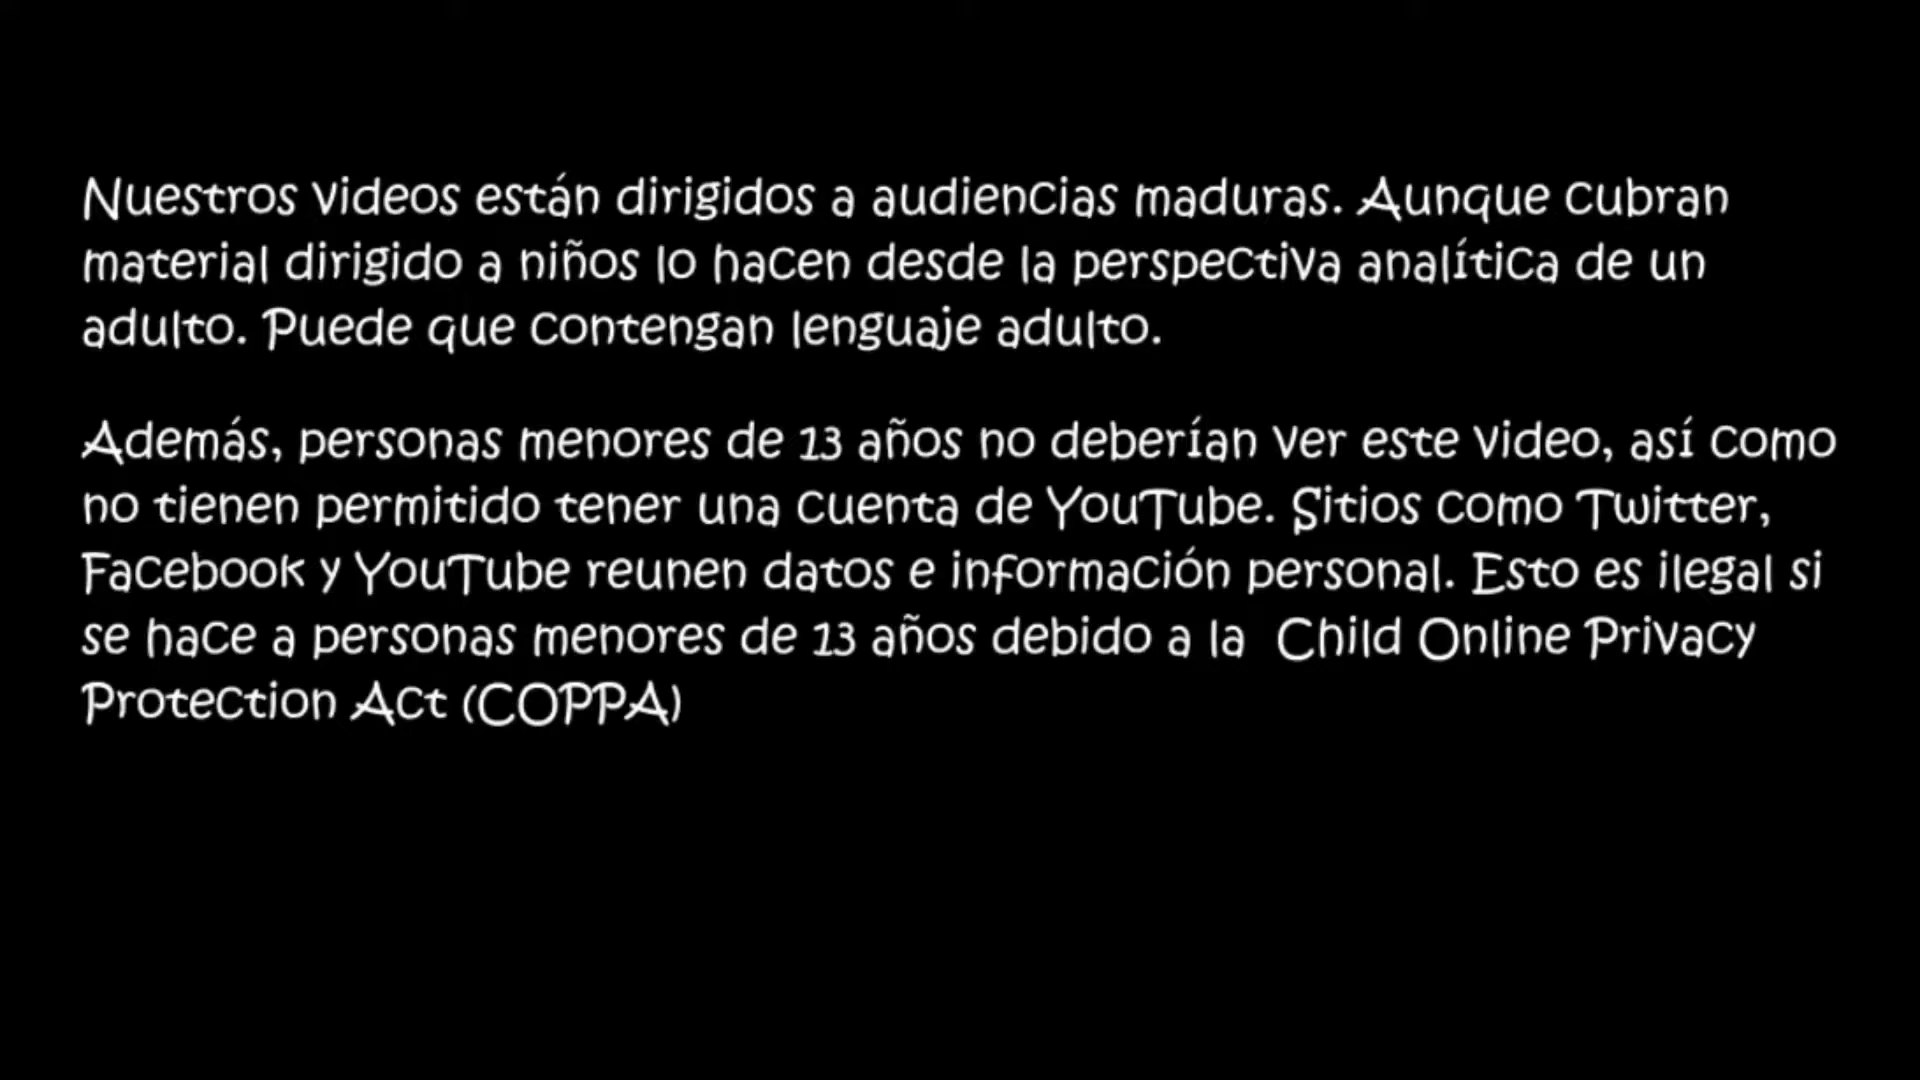 Nuestros videos están dirigidos a audiencias maduras. Aunque cubran
material dirigido a niños lo hacen desde la perspectiva analítica de un
adulto. Puede que contengan lenguaje adulto.
Además, personas menores de 13 años no deberían ver este video, así como
no tienen permitido tener una cuenta de YouTube. Sitios como Twitter,
Facebook y YouTube reunen datos e información personal. Esto es ilegal si
se hace a personas menores de 13 años debido a la  Child Online Privacy
Protection Act (COPPA)